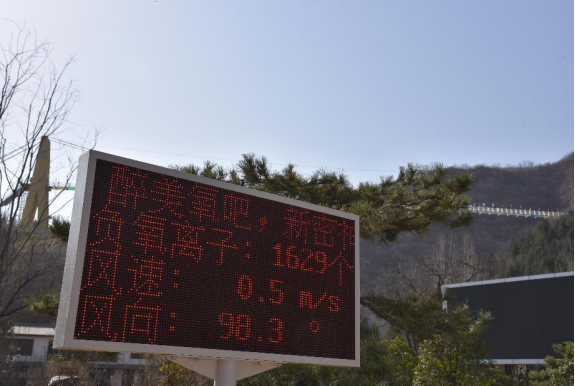 醉美氧吧，新密
负氧离子：1629个
风速： 0.5 m/s
风向： 98.3 °